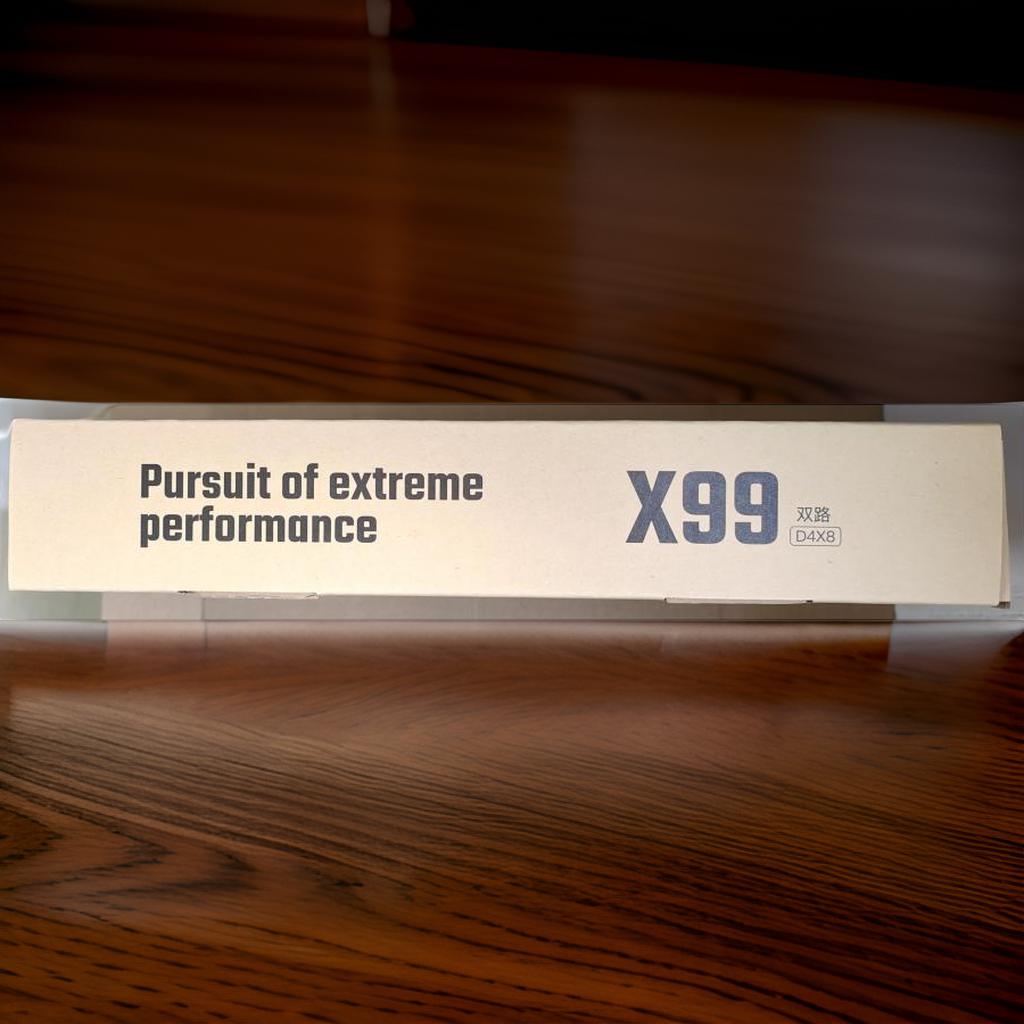 Pursuit of extreme
performance
X99
双路
D4X8